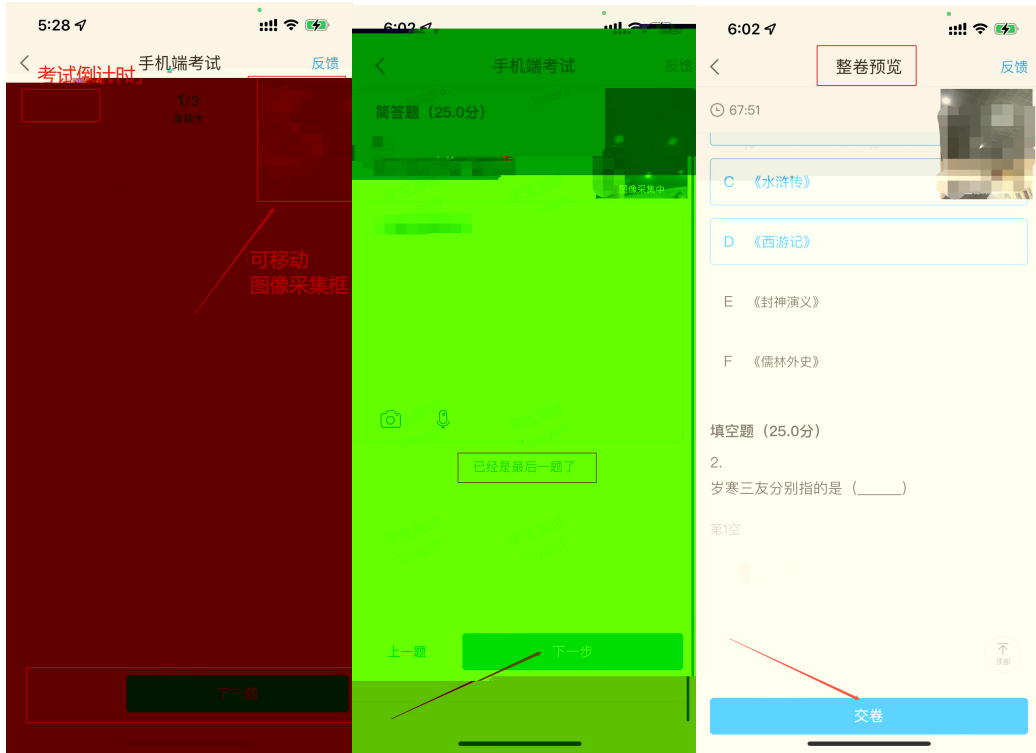 5:28
手机端考试
反馈
考试倒计时
1/3
可移动
图像采集框
下一题
6:02
手机端考试
反馈
简答题（25.0分）
图像采集中
已经是最后一题了
上一题
下一步
6:02
整卷预览
反馈
67:51
C 《水浒传》
D 《西游记》
E 《封神演义》
F 《儒林外史》
填空题（25.0分）
2.
岁寒三友分别指的是（______）
第1空
顶部
交卷